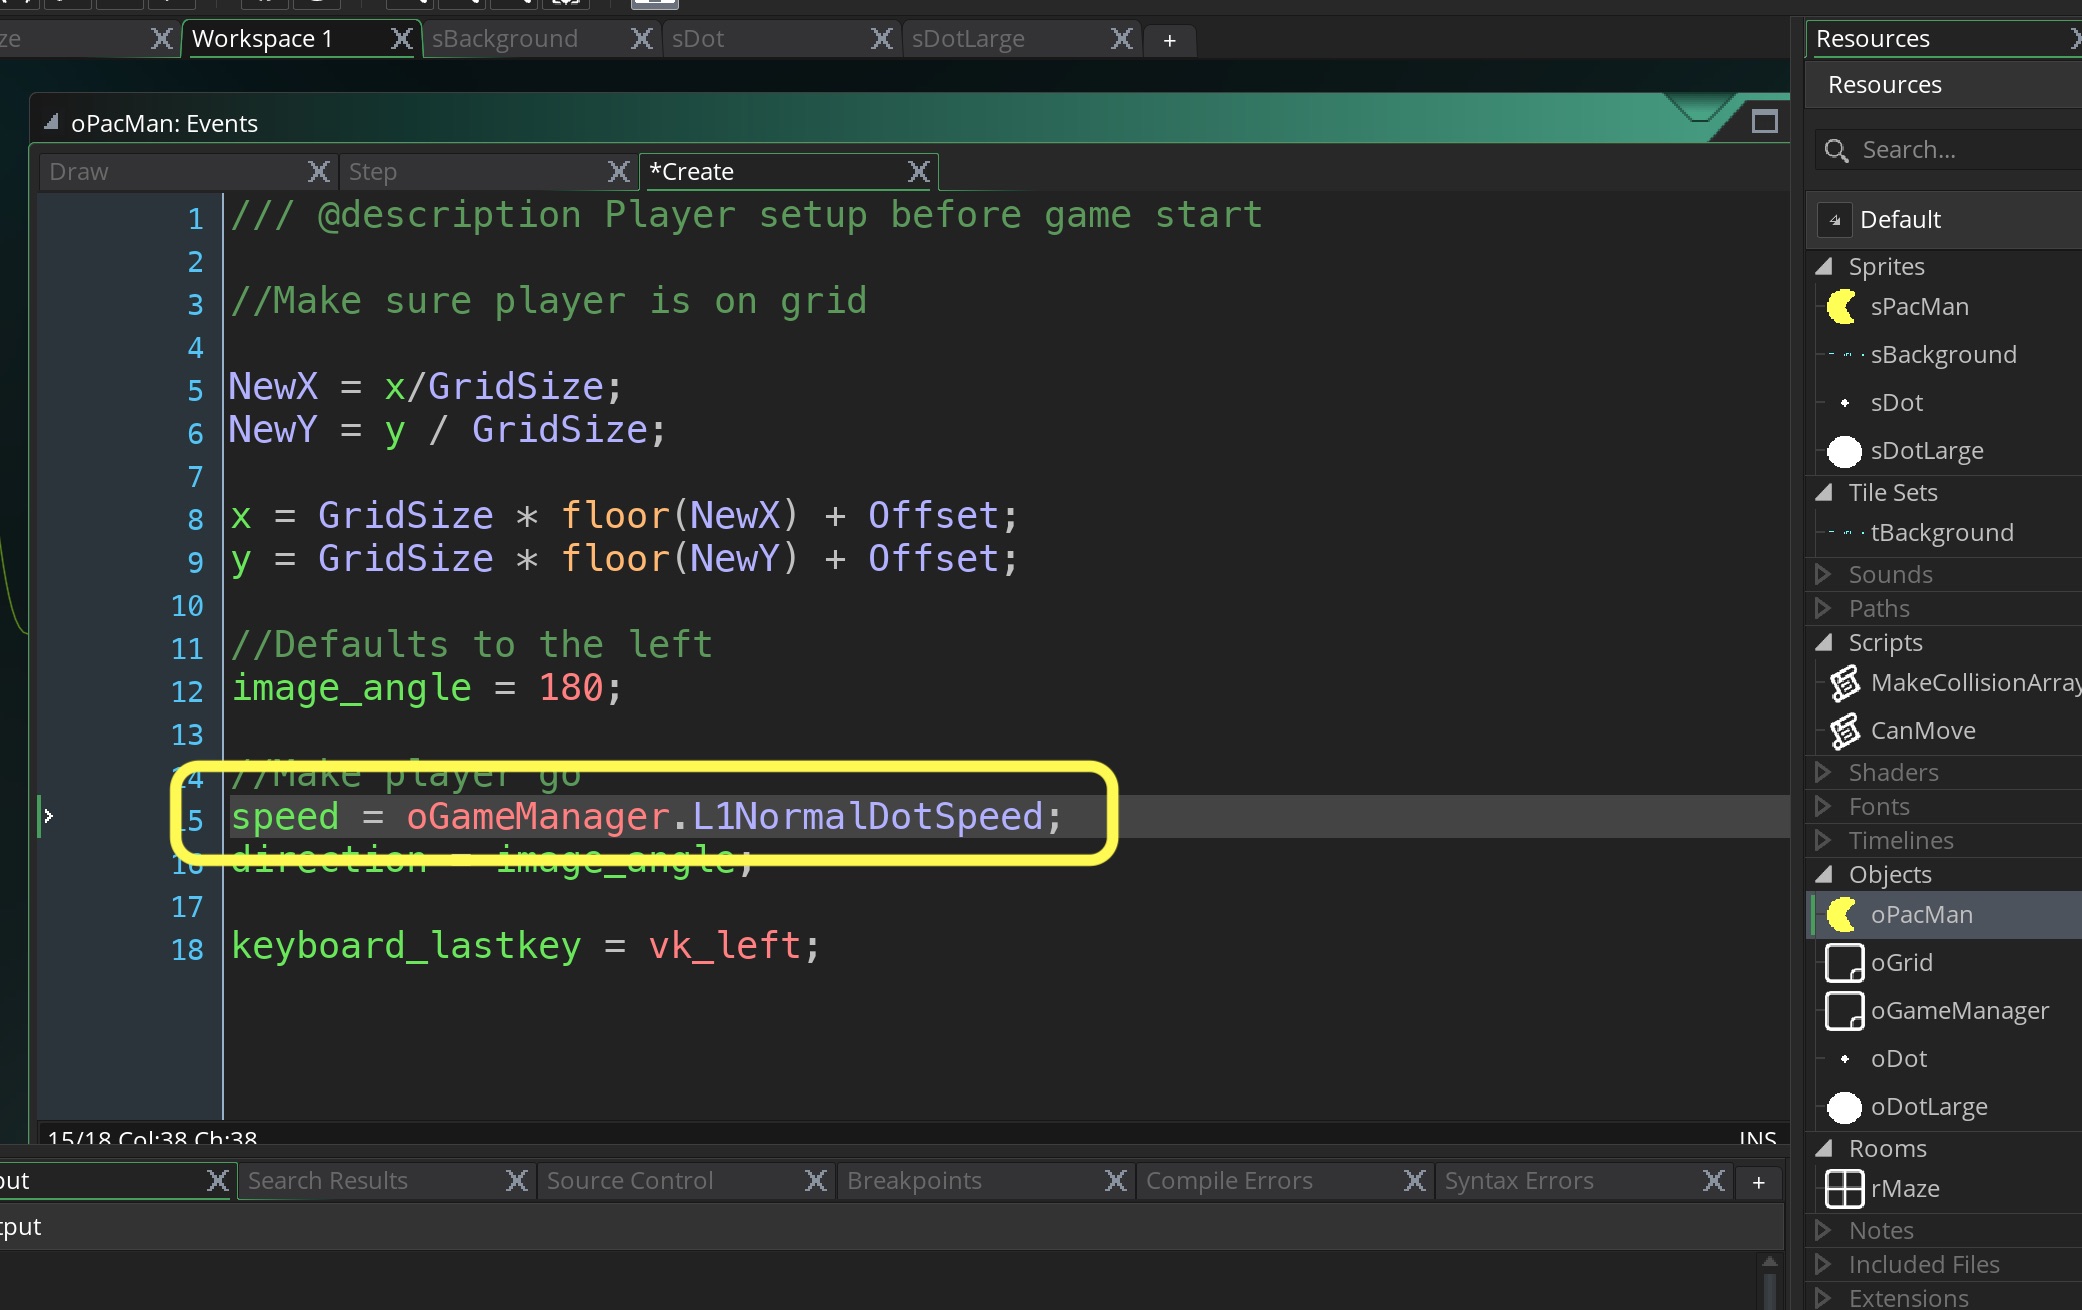 ze
Workspace 1
sBackground
sDot
sDotLarge
+
Resources
Resources
Search...
Default
Sprites
sPacMan
sBackground
sDot
sDotLarge
Tile Sets
tBackground
Sounds
Paths
Scripts
MakeCollisionArray
CanMove
Shaders
Fonts
Timelines
Objects
oPacMan
oGrid
oGameManager
oDot
oDotLarge
Rooms
rMaze
Notes
Included Files
Extensions
oPacMan: Events
Draw
Step
*Create
1 /// @description Player setup before game start
2
3 //Make sure player is on grid
4
5 NewX = x/GridSize;
6 NewY = y / GridSize;
7
8 x = GridSize * floor(NewX) + Offset;
9 y = GridSize * floor(NewY) + Offset;
10
11 //Defaults to the left
12 image_angle = 180;
13
14 //Make player go
15 speed = oGameManager.L1NormalDotSpeed;
16 direction = image_angle;
17
18 keyboard_lastkey = vk_left;
15/18 Col:38 Ch:38
INS
put
Search Results
Source Control
Breakpoints
Compile Errors
Syntax Errors
+
tput